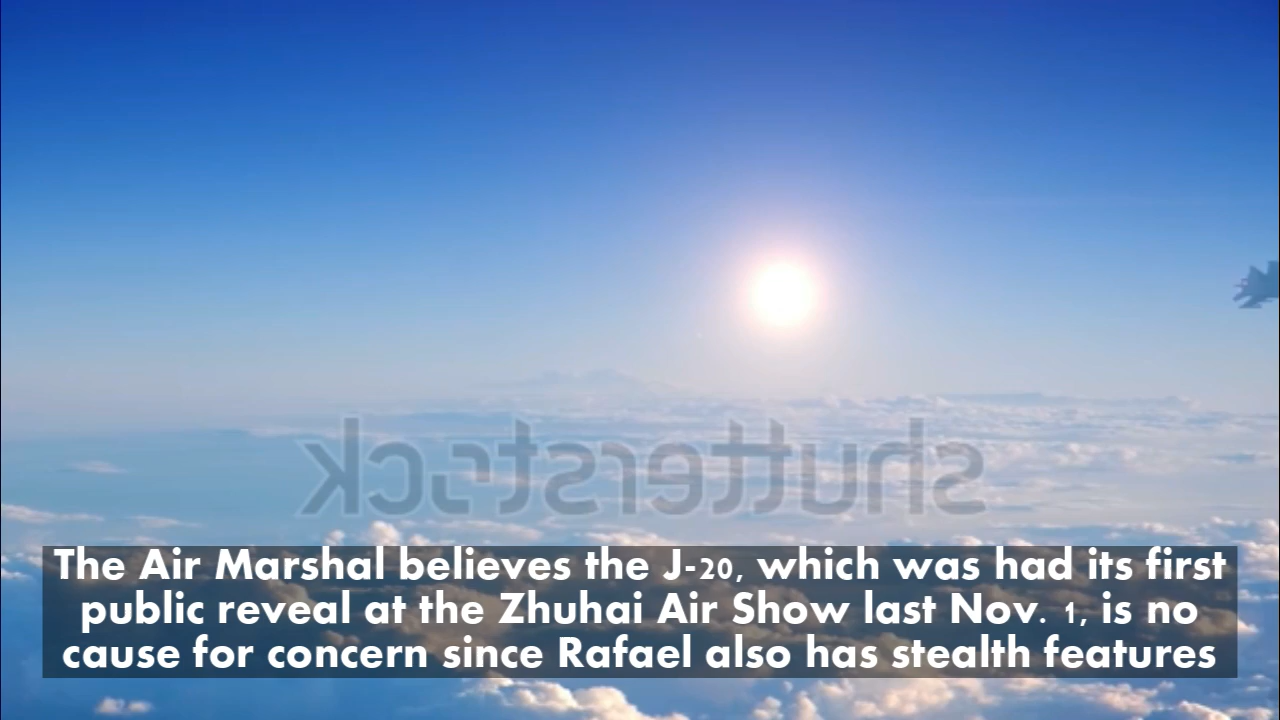 shutterstock
The Air Marshal believes the J-20, which was had its first
public reveal at the Zhuhai Air Show last Nov. 1, is no
cause for concern since Rafael also has stealth features